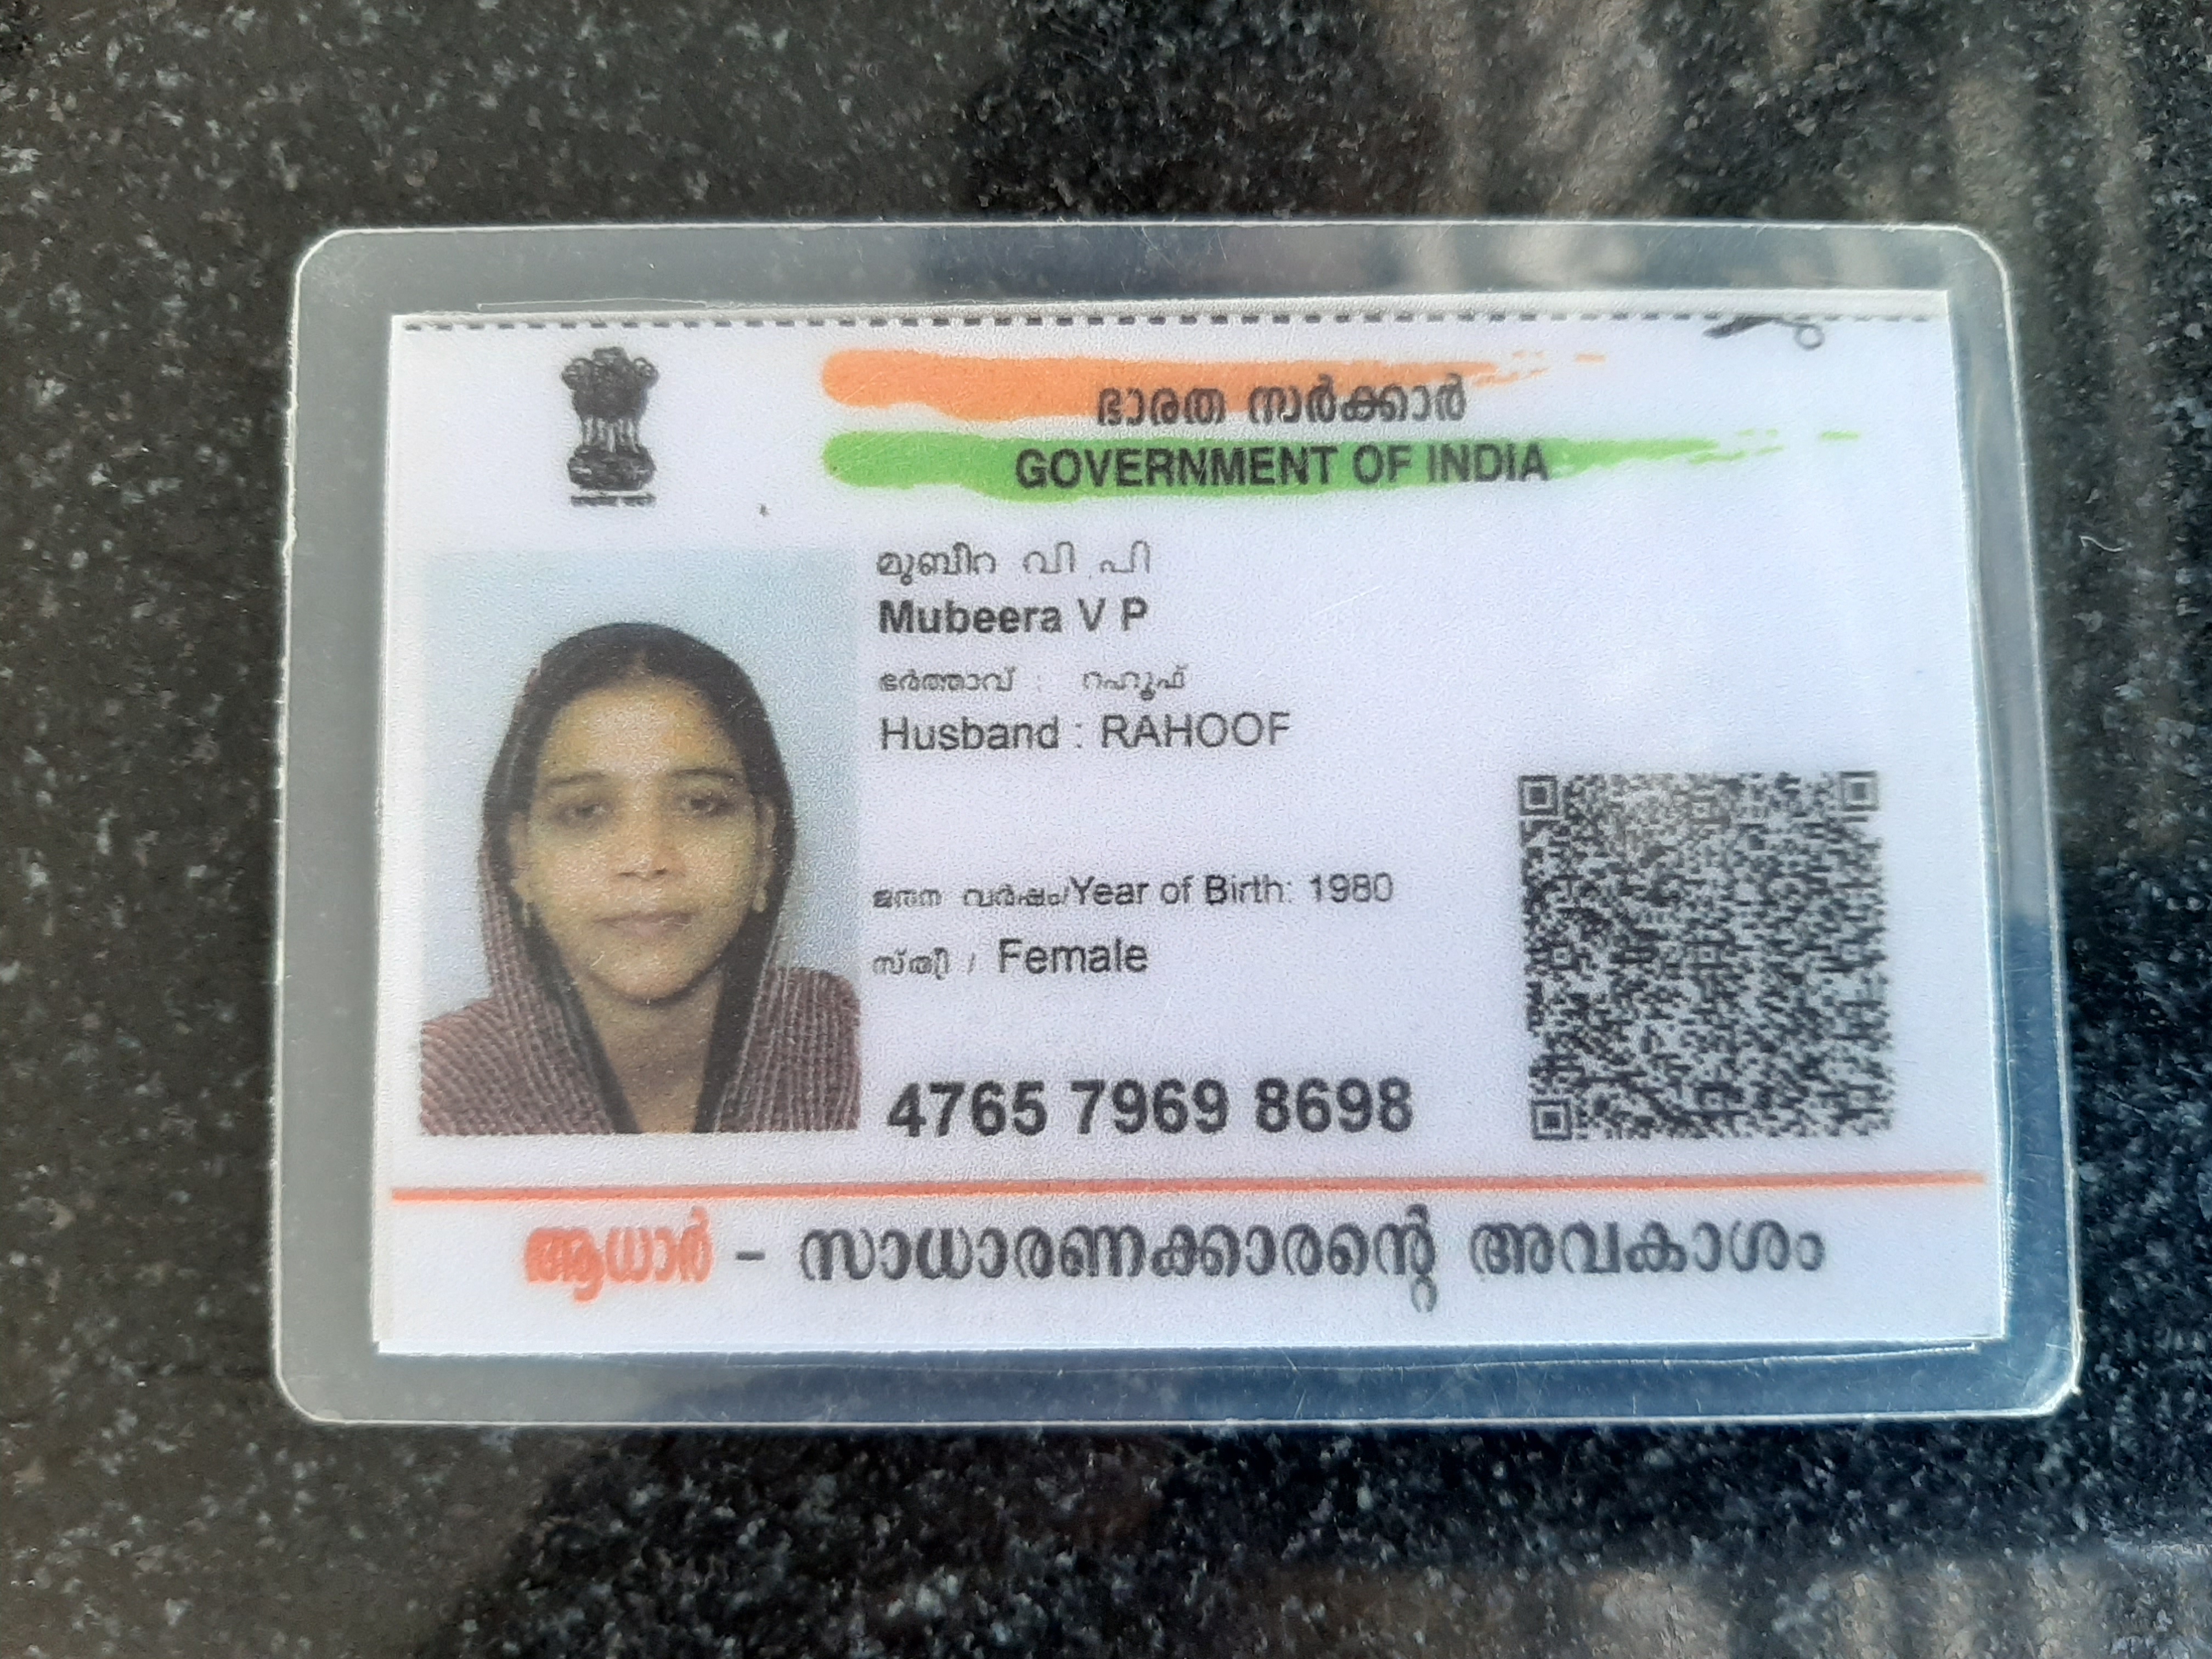 ഭാരത സർക്കാർ
GOVERNMENT OF INDIA
മുബീറ വി പി
Mubeera V P
ഭർത്താവ് : റഹൂഫ്
Husband : RAHOOF
ജനന വർഷം/Year of Birth: 1980
സ്ത്രീ / Female
4765 7969 8698
ആധാർ - സാധാരണക്കാരന്റെ അവകാശം